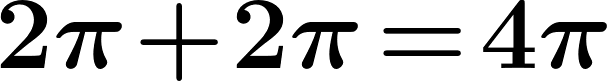 2π + 2π = 4π